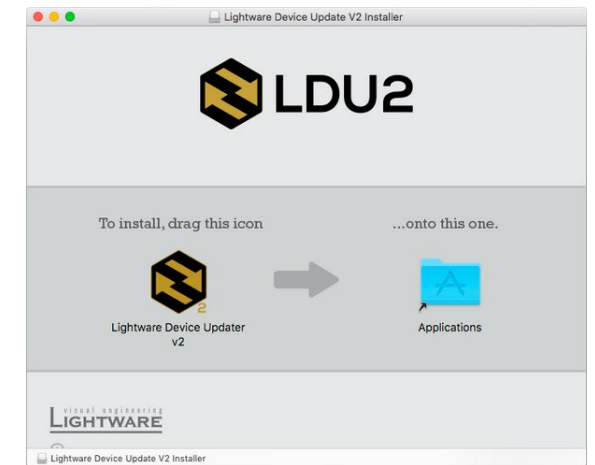 Lightware Device Update V2 Installer
LDU2
To install, drag this icon
...onto this one.
2
Lightware Device Updater
v2
Applications
visual engineering
LIGHTWARE
Lightware Device Update V2 Installer